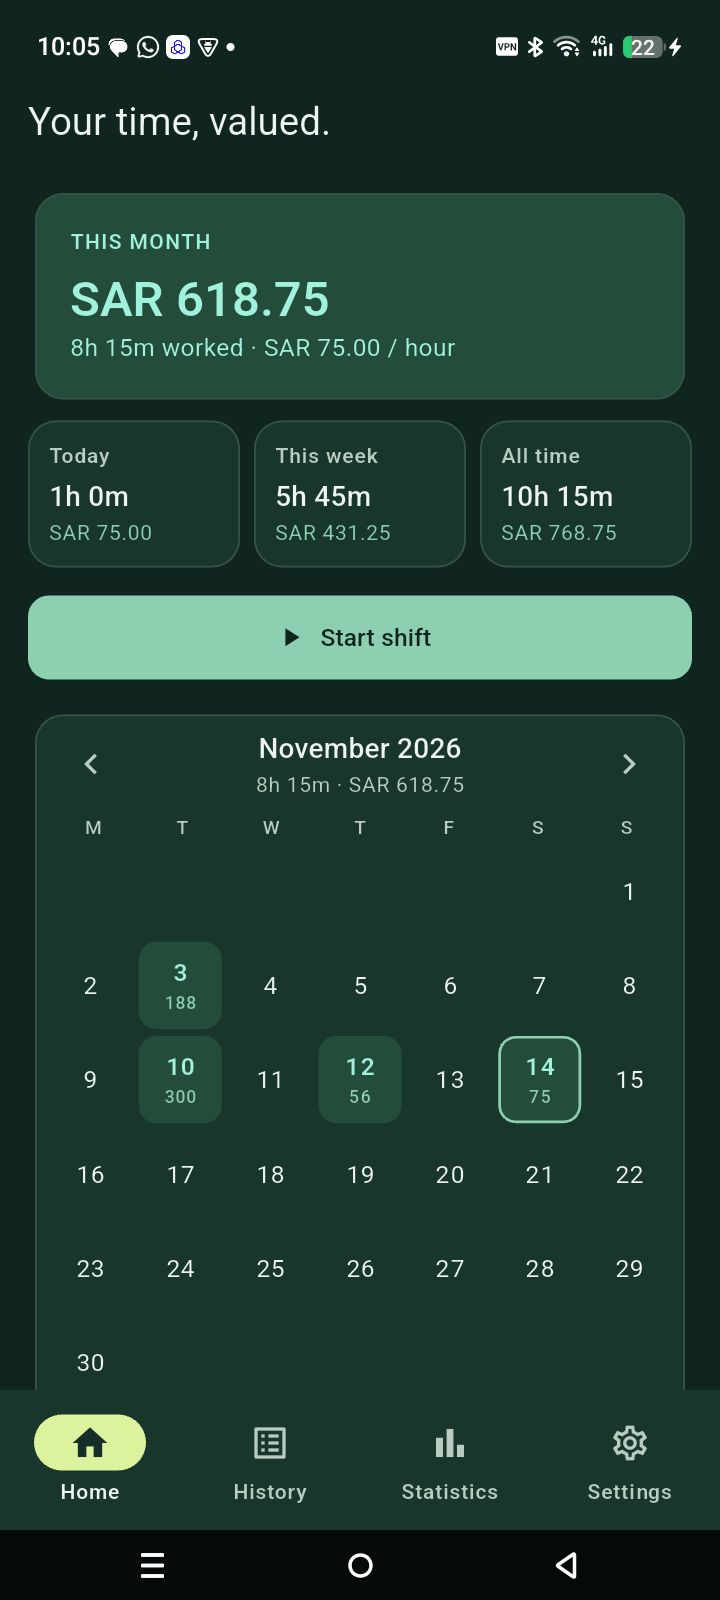 10:05
VPN 4G 22
Your time, valued.
THIS MONTH
SAR 618.75
8h 15m worked · SAR 75.00 / hour
Today This week All time
1h 0m 5h 45m 10h 15m
SAR 75.00 SAR 431.25 SAR 768.75
Start shift
November 2026
8h 15m · SAR 618.75
M T W T F S S
1
2 3 4 5 6 7 8
188
9 10 11 12 13 14 15
300 56 75
16 17 18 19 20 21 22
23 24 25 26 27 28 29
30
Home History Statistics Settings